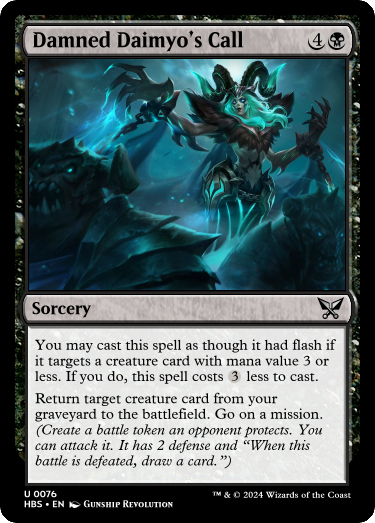 Damned Daimyo's Call 4
Sorcery
You may cast this spell as though it had flash if
it targets a creature card with mana value 3 or
less. If you do, this spell costs 3 less to cast.
Return target creature card from your
graveyard to the battlefield. Go on a mission.
(Create a battle token an opponent protects. You
can attack it. It has 2 defense and “When this
battle is defeated, draw a card.”)
U 0076
HBS • EN Gunship Revolution
™ & © 2024 Wizards of the Coast